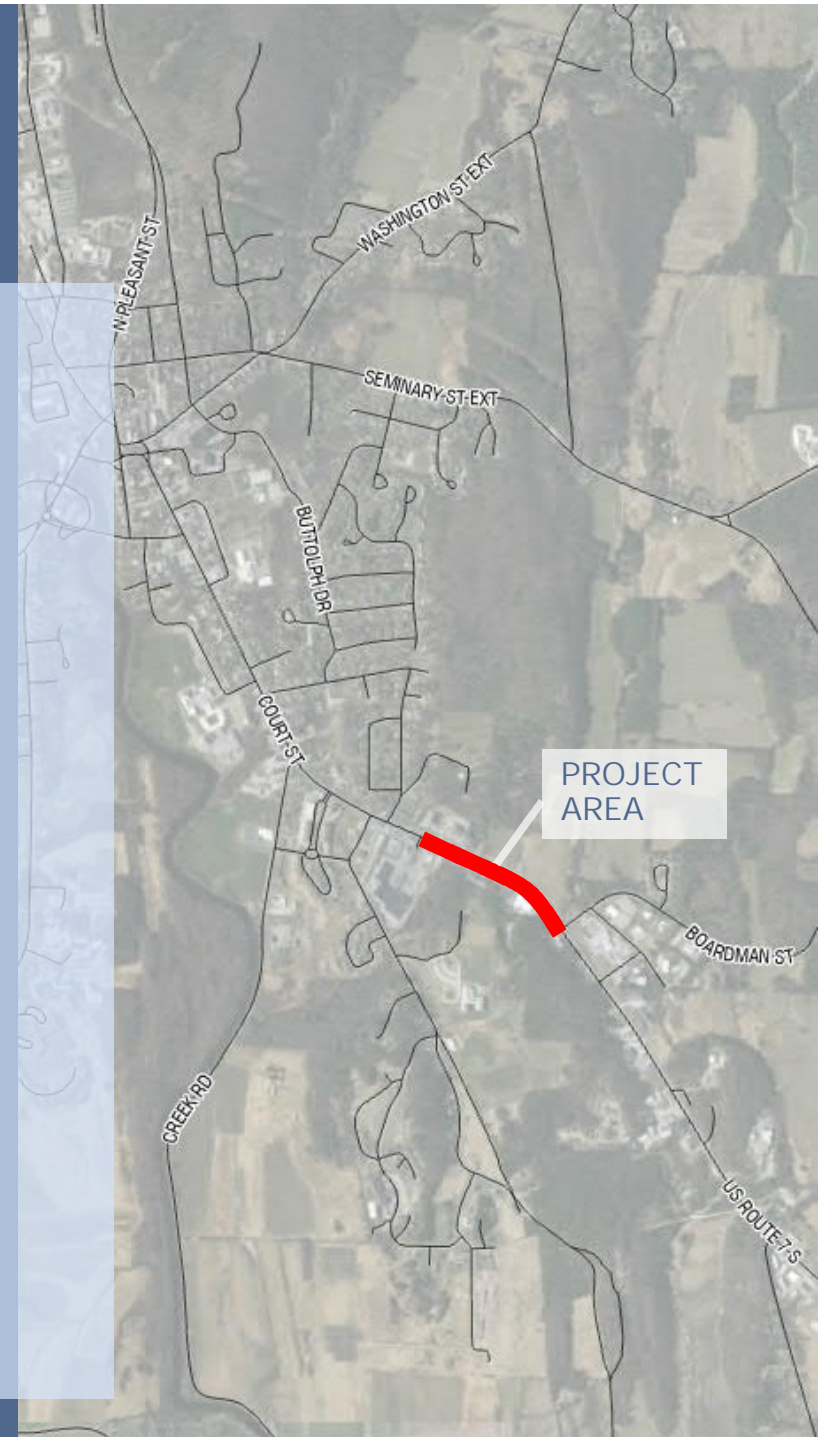 WASHINGTON ST EXT
N PLEASANT ST
SEMINARY ST EXT
BUTTOLPH DR
COURT ST
PROJECT
AREA
BOARDMAN ST
CREEK RD
US ROUTE 7 S